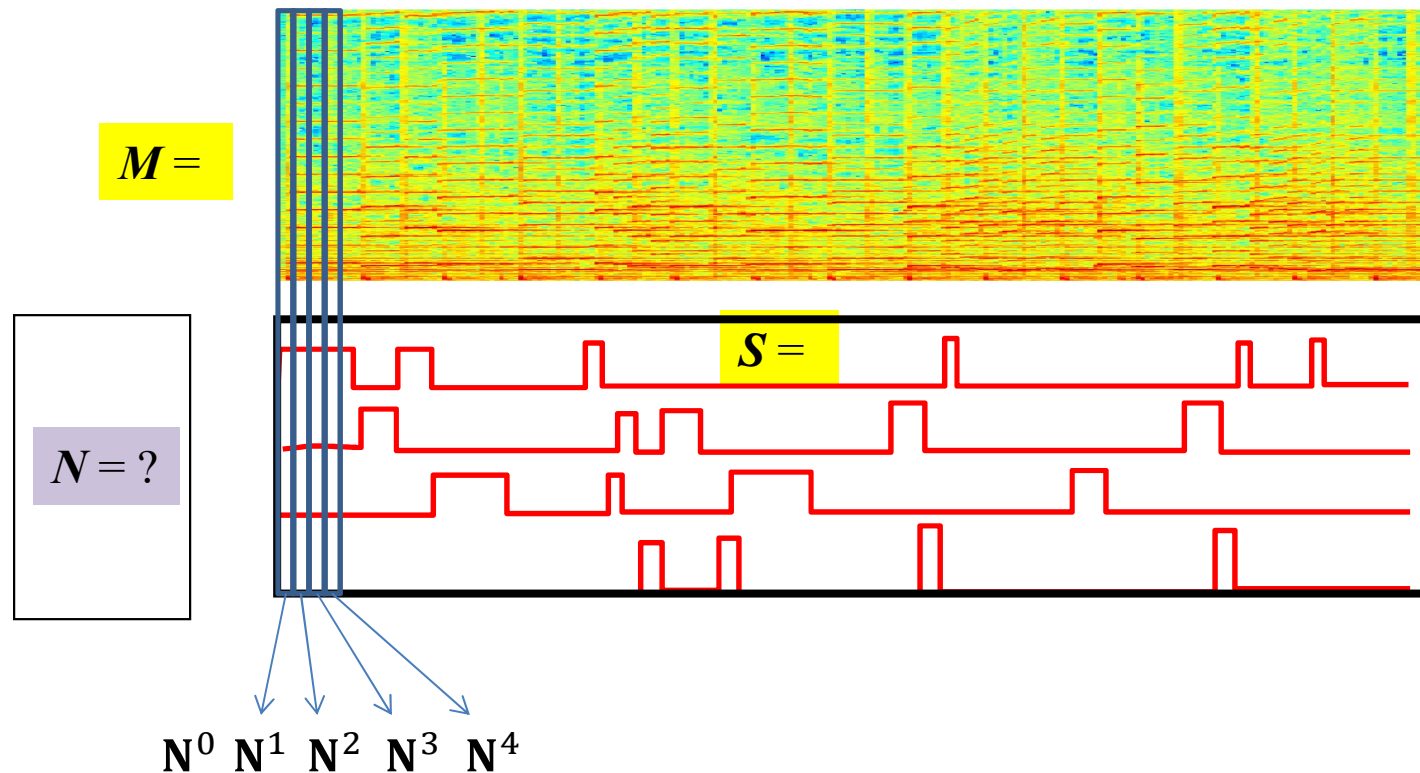 M =
S =
N = ?
N⁰ N¹ N² N³ N⁴